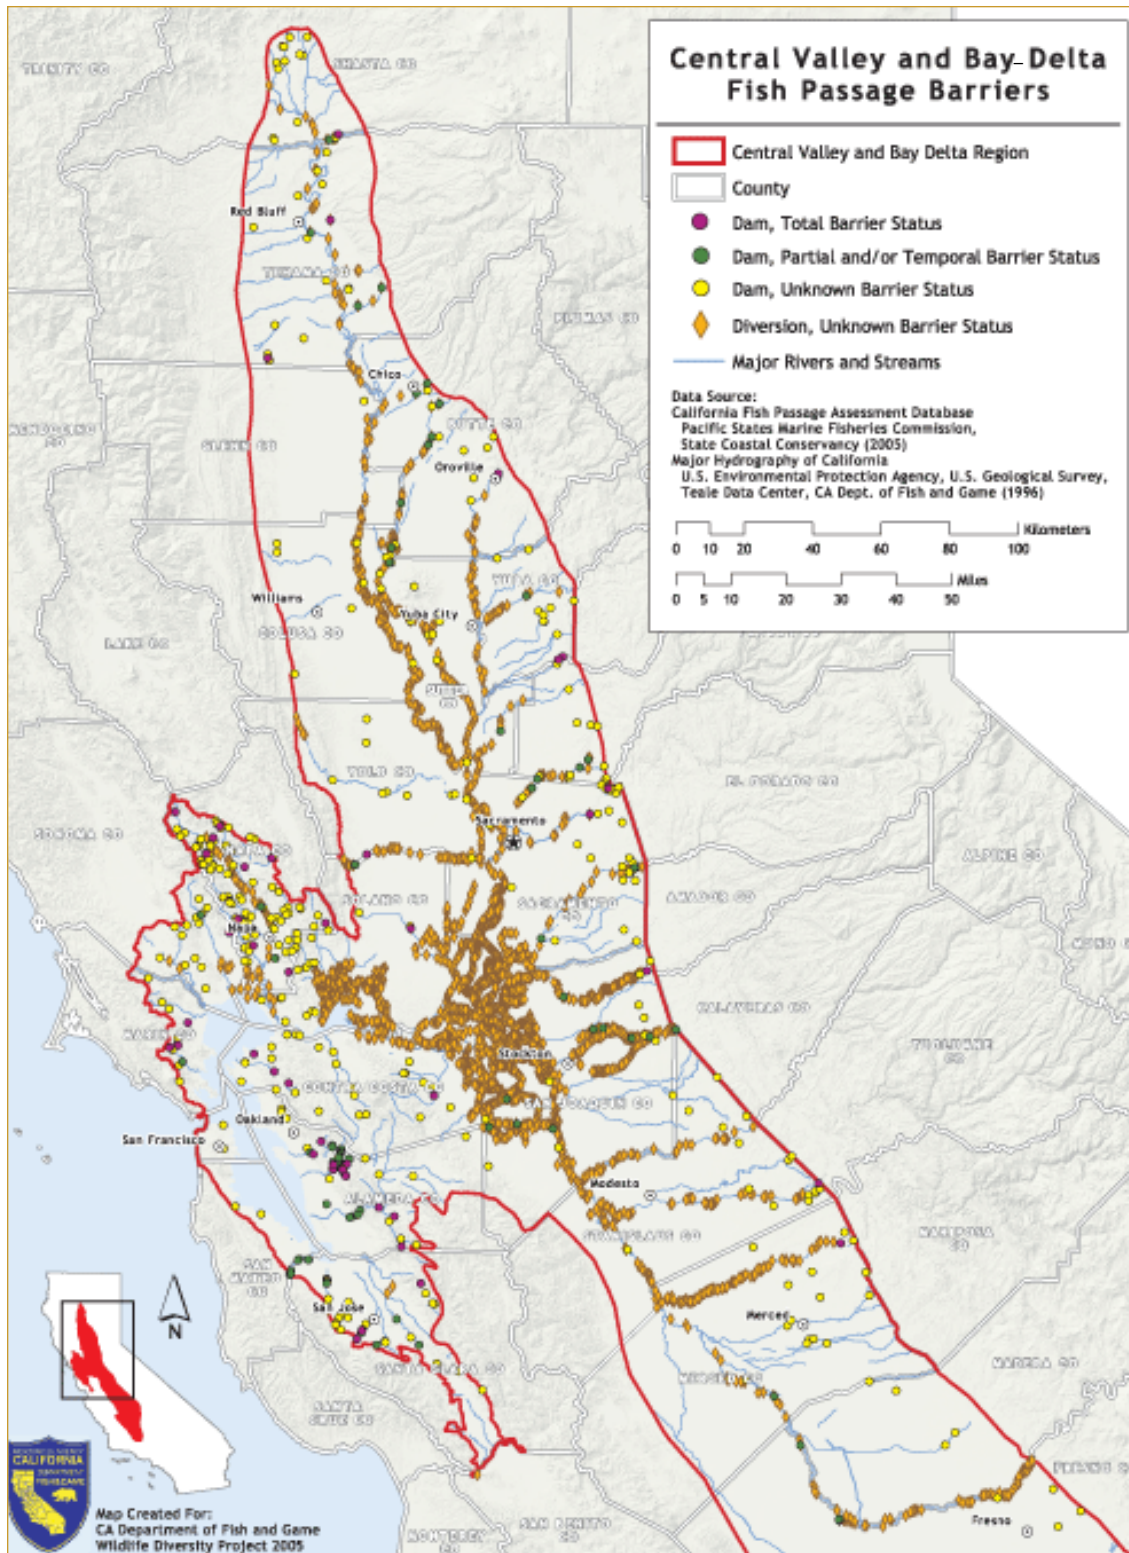 Central Valley and Bay-Delta
Fish Passage Barriers
Central Valley and Bay Delta Region
County
Dam, Total Barrier Status
Dam, Partial and/or Temporal Barrier Status
Dam, Unknown Barrier Status
Diversion, Unknown Barrier Status
Major Rivers and Streams
Data Source:
California Fish Passage Assessment Database
Pacific States Marine Fisheries Commission,
State Coastal Conservancy (2005)
Major Hydrography of California
U.S. Environmental Protection Agency, U.S. Geological Survey,
Teale Data Center, CA Dept. of Fish and Game (1996)
Kilometers
0 10 20 40 60 80 100
Miles
0 5 10 20 30 40 50
TRINITY CO
SHASTA CO
Red Bluff
TEHAMA CO
PLUMAS CO
Chico
MENDOCINO
CO
GLENN CO
BUTTE CO
Oroville
Williams
YUBA CO
Yuba City
COLUSA CO
LAKE CO
SUTTER
CO
YOLO CO
EL DORADO CO
SONOMA CO
Sacramento
NAPA CO
ALPINE CO
SOLANO CO
SACRAMENTO
CO
AMADOR CO
Napa
MONO
CALAVERAS CO
MARIN CO
TUOLUMNE
CO
Stockton
CONTRA COSTA CO
SAN JOAQUIN CO
Oakland
San Francisco
Modesto
ALAMEDA CO
STANISLAUS CO
MARIPOSA
CO
SAN
MATEO
CO
San Jose
Merced
N
SANTA CLARA CO
MERCED CO
MADERA CO
SANTA
CRUZ CO
CALIFORNIA
DEPARTMENT
FISH & GAME
FRESNO CO
Fresno
Map Created For:
CA Department of Fish and Game
Wildlife Diversity Project 2005
MONTEREY
CO
SAN BENITO
CO